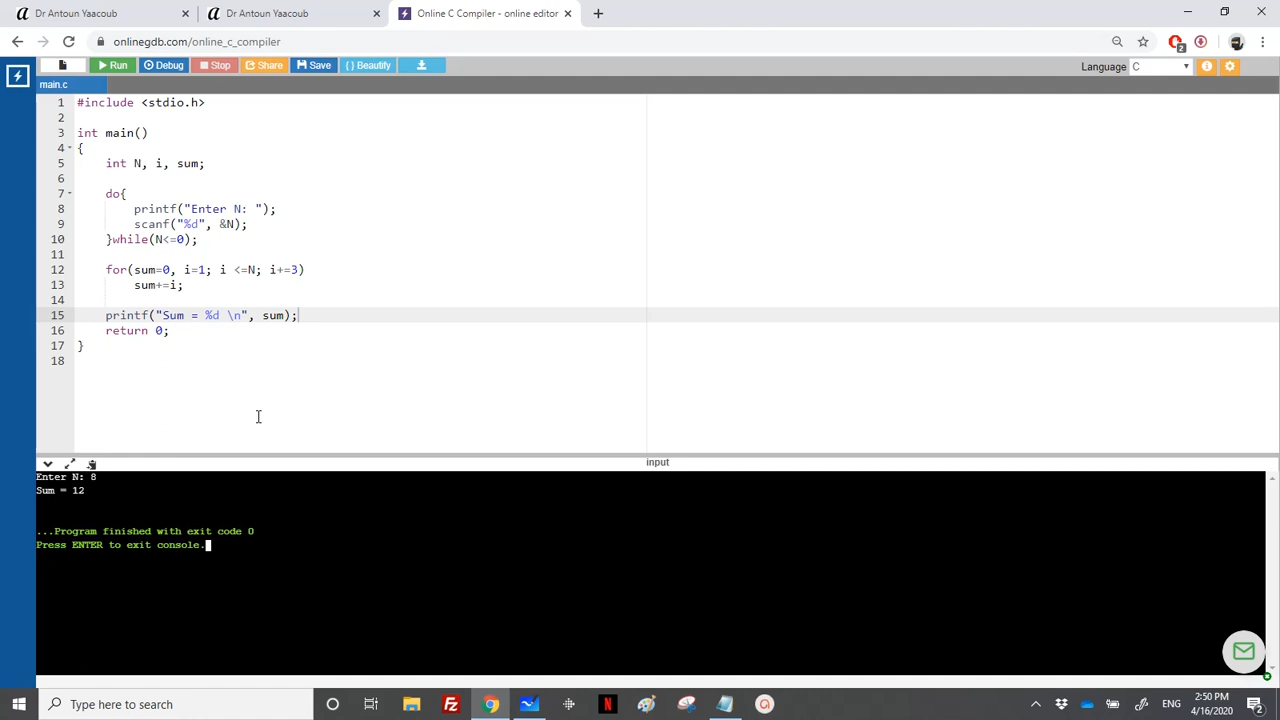 Dr Antoun Yaacoub
Dr Antoun Yaacoub
Online C Compiler - online editor
onlinegdb.com/online_c_compiler
2
Run
Debug
Stop
Share
Save
{ } Beautify
Language C
main.c
1 #include <stdio.h>
2
3 int main()
4 {
5 int N, i, sum;
6
7 do{
8 printf("Enter N: ");
9 scanf("%d", &N);
10 }while(N<=0);
11
12 for(sum=0, i=1; i <=N; i+=3)
13 sum+=i;
14
15 printf("Sum = %d \n", sum);
16 return 0;
17 }
18
input
Enter N: 8
Sum = 12
...Program finished with exit code 0
Press ENTER to exit console.
Type here to search
ENG
2:50 PM
4/16/2020
2